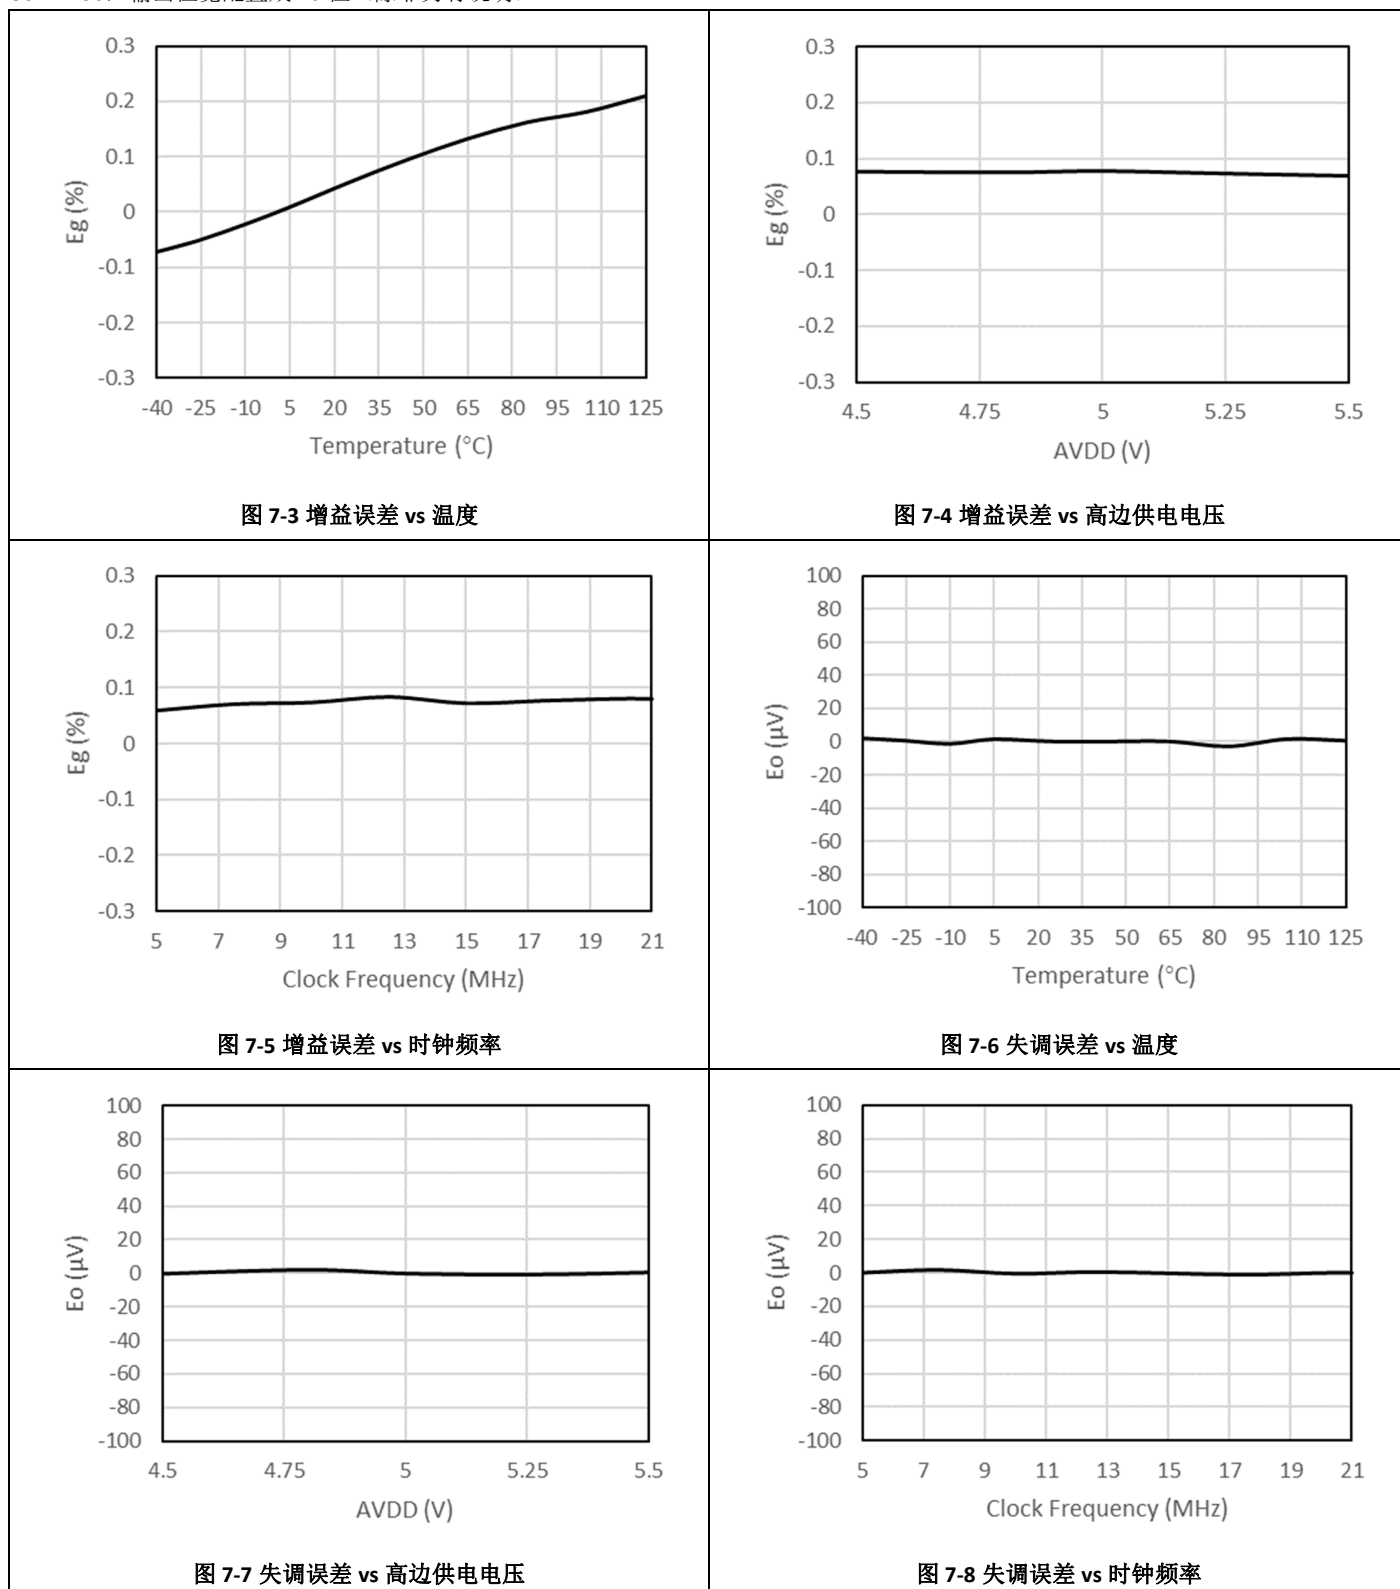 0.3
0.2
0.1
0
-0.1
-0.2
-0.3
Eg (%)
-40 -25 -10 5 20 35 50 65 80 95 110 125
Temperature (°C)
图 7-3 增益误差 vs 温度
0.3
0.2
0.1
0
-0.1
-0.2
-0.3
Eg (%)
4.5 4.75 5 5.25 5.5
AVDD (V)
图 7-4 增益误差 vs 高边供电电压
0.3
0.2
0.1
0
-0.1
-0.2
-0.3
Eg (%)
5 7 9 11 13 15 17 19 21
Clock Frequency (MHz)
图 7-5 增益误差 vs 时钟频率
100
80
60
40
20
0
-20
-40
-60
-80
-100
Eo (μV)
-40 -25 -10 5 20 35 50 65 80 95 110 125
Temperature (°C)
图 7-6 失调误差 vs 温度
100
80
60
40
20
0
-20
-40
-60
-80
-100
Eo (μV)
4.5 4.75 5 5.25 5.5
AVDD (V)
图 7-7 失调误差 vs 高边供电电压
100
80
60
40
20
0
-20
-40
-60
-80
-100
Eo (μV)
5 7 9 11 13 15 17 19 21
Clock Frequency (MHz)
图 7-8 失调误差 vs 时钟频率